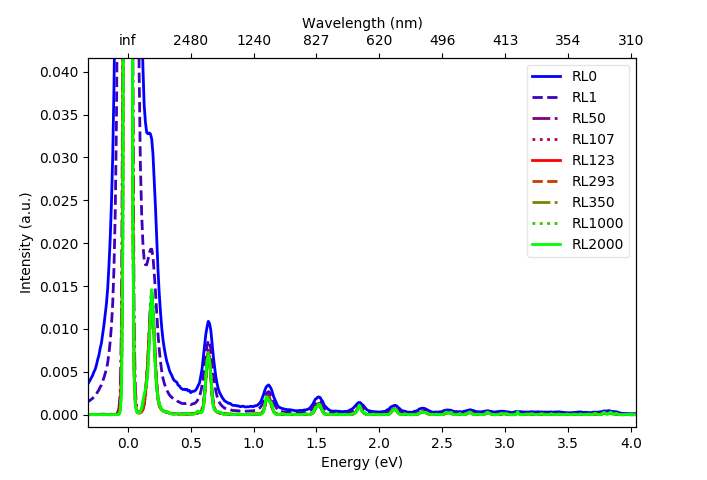 Wavelength (nm)
inf 2480 1240 827 620 496 413 354 310
0.040
0.035
0.030
0.025
0.020
0.015
0.010
0.005
0.000
Intensity (a.u.)
RL0
RL1
RL50
RL107
RL123
RL293
RL350
RL1000
RL2000
0.0 0.5 1.0 1.5 2.0 2.5 3.0 3.5 4.0
Energy (eV)